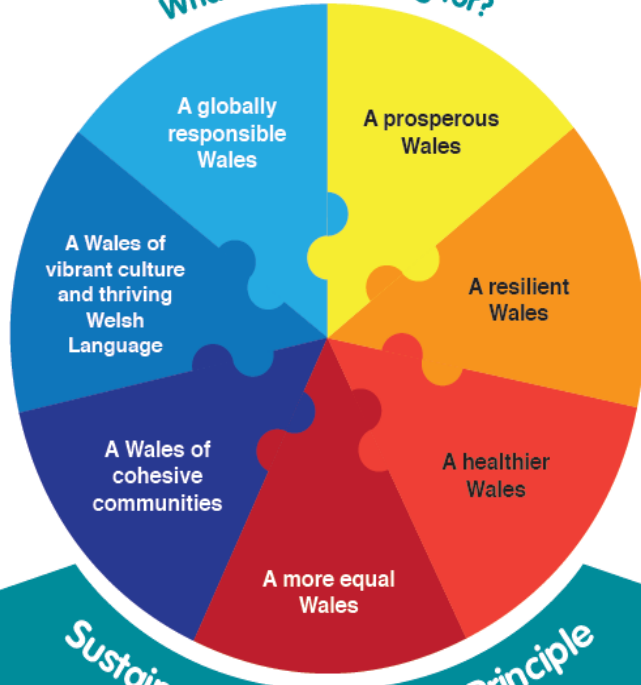 A globally
responsible
Wales
A prosperous
Wales
A resilient
Wales
A healthier
Wales
A more equal
Wales
A Wales of
cohesive
communities
A Wales of
vibrant culture
and thriving
Welsh
Language
Principle